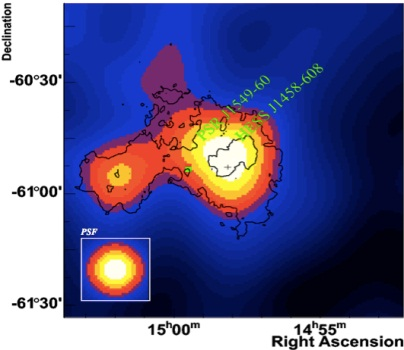 Declination
-60°30'
PSR J1549-60
HESS J1458-608
-61°00'
PSF
-61°30'
15ʰ00ᵐ
14ʰ55ᵐ
Right Ascension